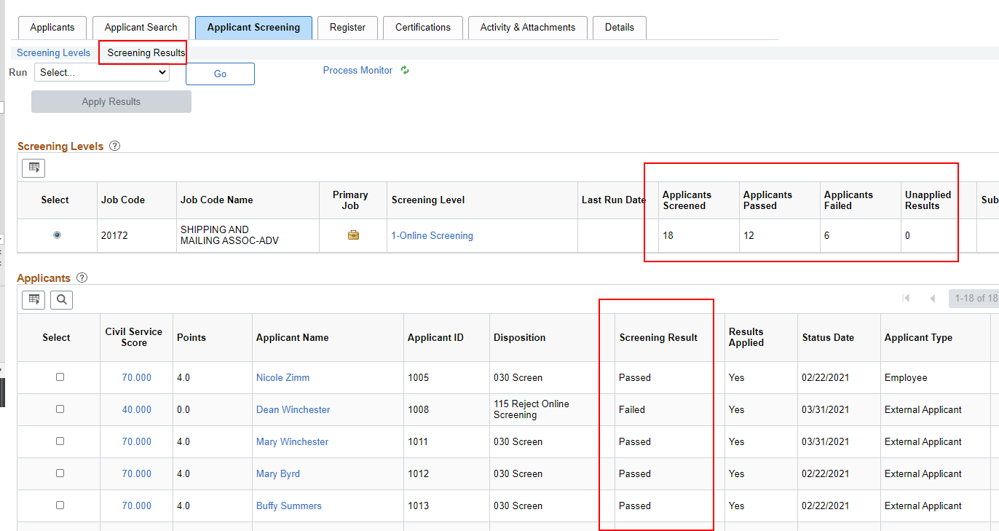 Applicants Applicant Search Applicant Screening Register Certifications Activity & Attachments Details
Screening Levels Screening Results
Run Select... Go Process Monitor
Apply Results
Screening Levels ?
Select Job Code Job Code Name Primary Job Screening Level Last Run Date Applicants Screened Applicants Passed Applicants Failed Unapplied Results Sub
20172 SHIPPING AND MAILING ASSOC-ADV 1-Online Screening 18 12 6 0
Applicants ?
1-18 of 18
Select Civil Service Score Points Applicant Name Applicant ID Disposition Screening Result Results Applied Status Date Applicant Type
70.000 4.0 Nicole Zimm 1005 030 Screen Passed Yes 02/22/2021 Employee
40.000 0.0 Dean Winchester 1008 115 Reject Online Screening Failed Yes 03/31/2021 External Applicant
70.000 4.0 Mary Winchester 1011 030 Screen Passed Yes 03/31/2021 External Applicant
70.000 4.0 Mary Byrd 1012 030 Screen Passed Yes 02/22/2021 External Applicant
70.000 4.0 Buffy Summers 1013 030 Screen Passed Yes 02/22/2021 External Applicant